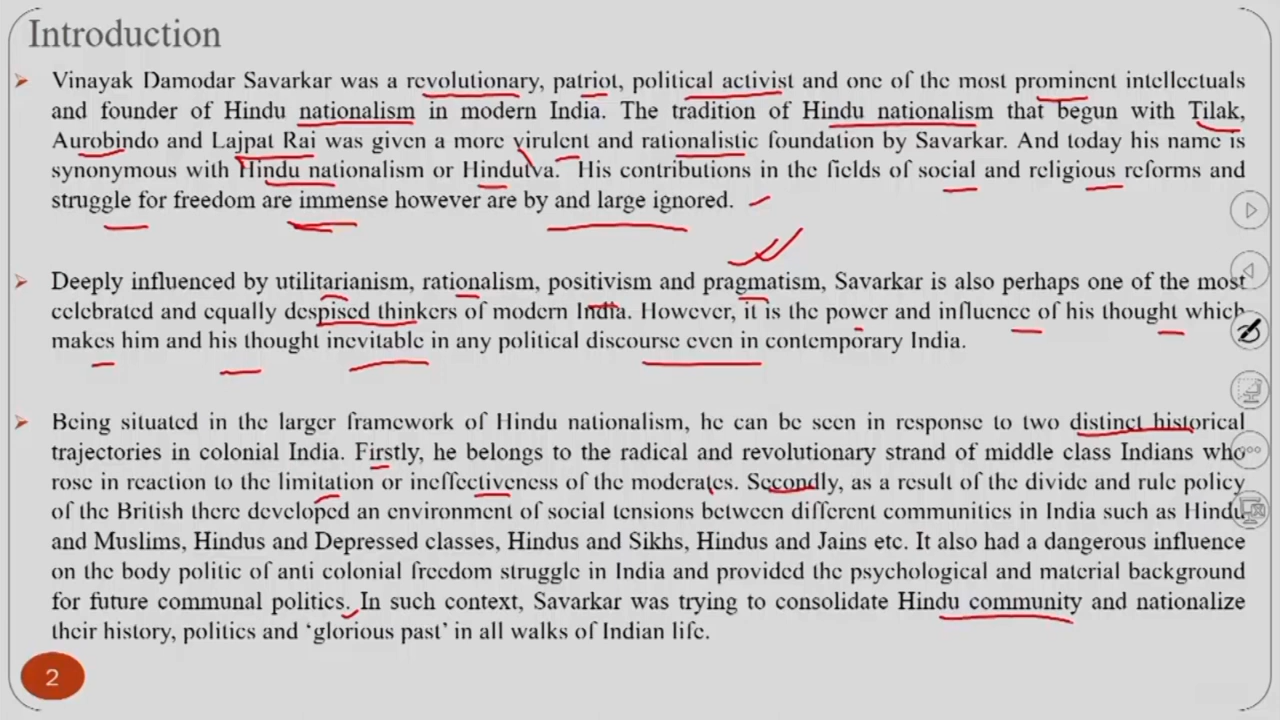 Introduction
Vinayak Damodar Savarkar was a revolutionary, patriot, political activist and one of the most prominent intellectuals
and founder of Hindu nationalism in modern India. The tradition of Hindu nationalism that begun with Tilak,
Aurobindo and Lajpat Rai was given a more virulent and rationalistic foundation by Savarkar. And today his name is
synonymous with Hindu nationalism or Hindutva. His contributions in the fields of social and religious reforms and
struggle for freedom are immense however are by and large ignored.
Deeply influenced by utilitarianism, rationalism, positivism and pragmatism, Savarkar is also perhaps one of the most
celebrated and equally despised thinkers of modern India. However, it is the power and influence of his thought which
makes him and his thought inevitable in any political discourse even in contemporary India.
Being situated in the larger framework of Hindu nationalism, he can be seen in response to two distinct historical
trajectories in colonial India. Firstly, he belongs to the radical and revolutionary strand of middle class Indians who
rose in reaction to the limitation or ineffectiveness of the moderates. Secondly, as a result of the divide and rule policy
of the British there developed an environment of social tensions between different communities in India such as Hindu
and Muslims, Hindus and Depressed classes, Hindus and Sikhs, Hindus and Jains etc. It also had a dangerous influence
on the body politic of anti colonial freedom struggle in India and provided the psychological and material background
for future communal politics. In such context, Savarkar was trying to consolidate Hindu community and nationalize
their history, politics and ‘glorious past’ in all walks of Indian life.
2